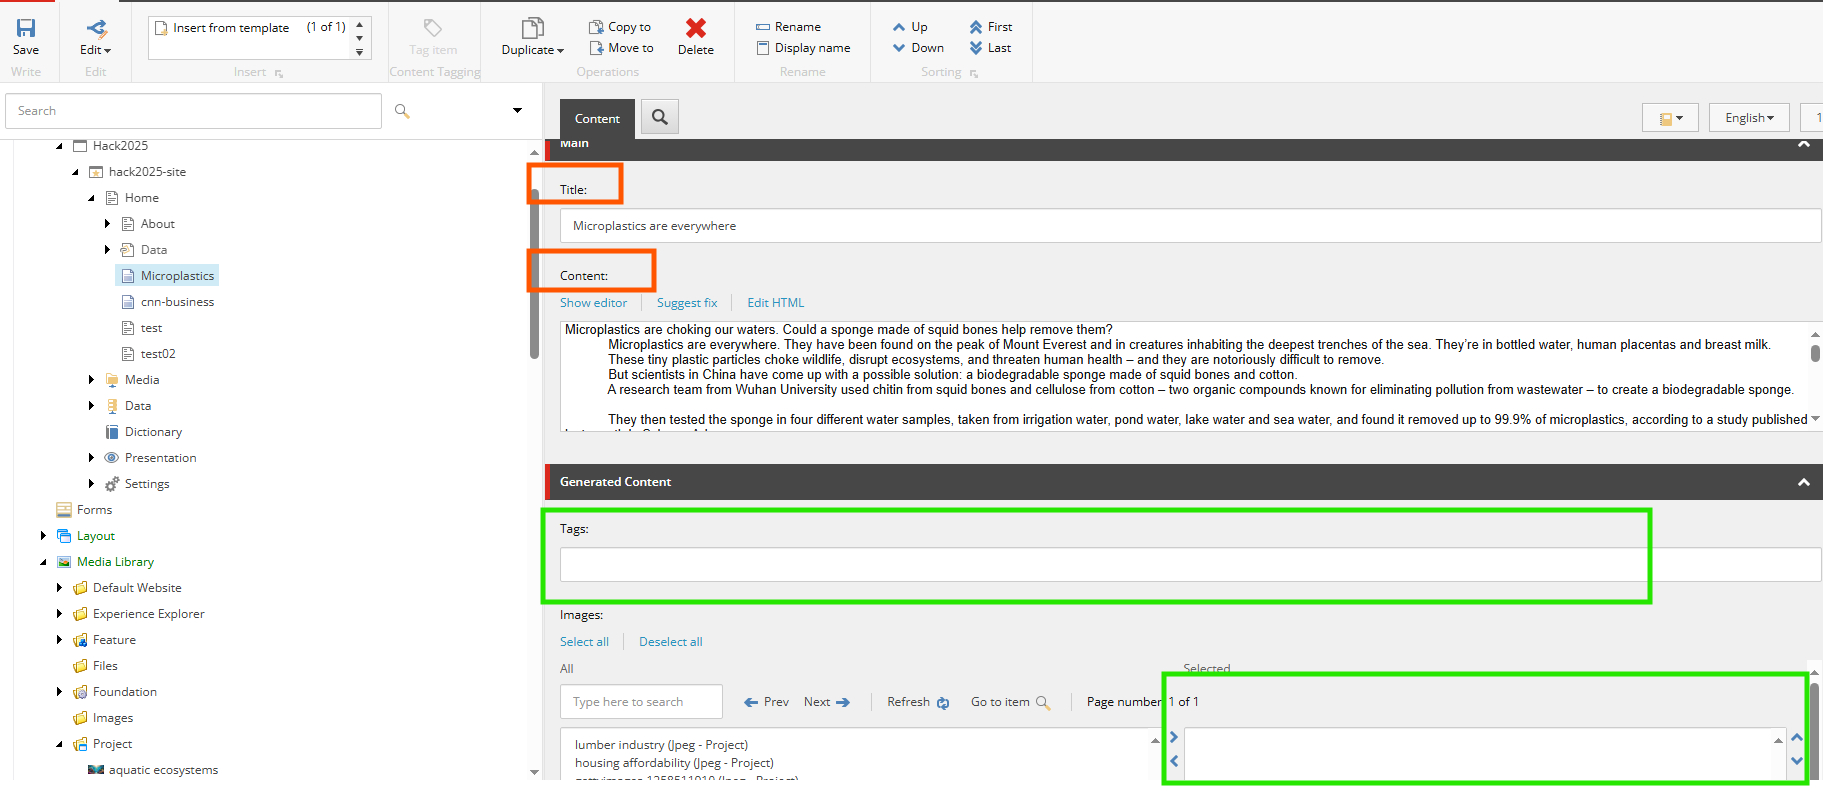 Save
Write
Edit
Edit
Insert from template (1 of 1)
Insert
Tag item
Content Tagging
Duplicate
Copy to
Move to
Delete
Operations
Rename
Display name
Rename
Up
Down
First
Last
Sorting
Search
Hack2025
hack2025-site
Home
About
Data
Microplastics
cnn-business
test
test02
Media
Data
Dictionary
Presentation
Settings
Forms
Layout
Media Library
Default Website
Experience Explorer
Feature
Files
Foundation
Images
Project
aquatic ecosystems
Content
English
1
Main
Title:
Microplastics are everywhere
Content:
Show editor Suggest fix Edit HTML
Microplastics are choking our waters. Could a sponge made of squid bones help remove them?
Microplastics are everywhere. They have been found on the peak of Mount Everest and in creatures inhabiting the deepest trenches of the sea. They’re in bottled water, human placentas and breast milk.
These tiny plastic particles choke wildlife, disrupt ecosystems, and threaten human health – and they are notoriously difficult to remove.
But scientists in China have come up with a possible solution: a biodegradable sponge made of squid bones and cotton.
A research team from Wuhan University used chitin from squid bones and cellulose from cotton – two organic compounds known for eliminating pollution from wastewater – to create a biodegradable sponge.
They then tested the sponge in four different water samples, taken from irrigation water, pond water, lake water and sea water, and found it removed up to 99.9% of microplastics, according to a study published
Generated Content
Tags:
Images:
Select all Deselect all
All
Selected
Type here to search
Prev Next Refresh Go to item Page number 1 of 1
lumber industry (Jpeg - Project)
housing affordability (Jpeg - Project)